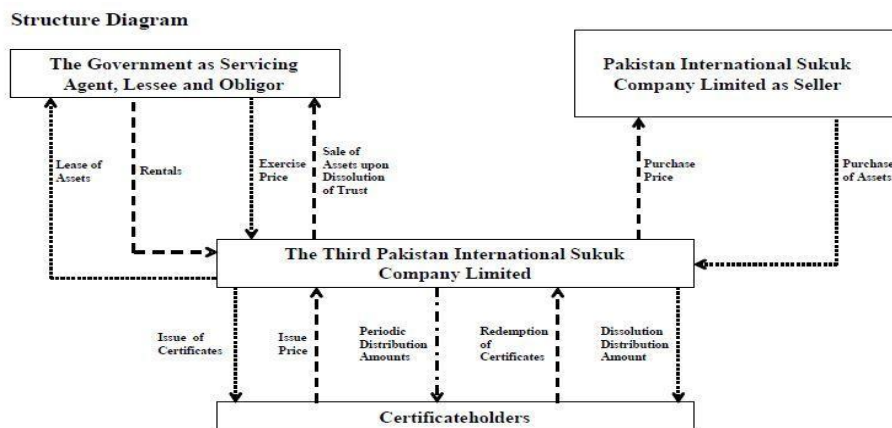 Structure Diagram
The Government as Servicing
Agent, Lessee and Obligor
Pakistan International Sukuk
Company Limited as Seller
Lease of
Assets
Rentals
Exercise
Price
Sale of
Assets upon
Dissolution
of Trust
Purchase
Price
Purchase
of Assets
The Third Pakistan International Sukuk
Company Limited
Issue of
Certificates
Issue
Price
Periodic
Distribution
Amounts
Redemption
of
Certificates
Dissolution
Distribution
Amount
Certificateholders